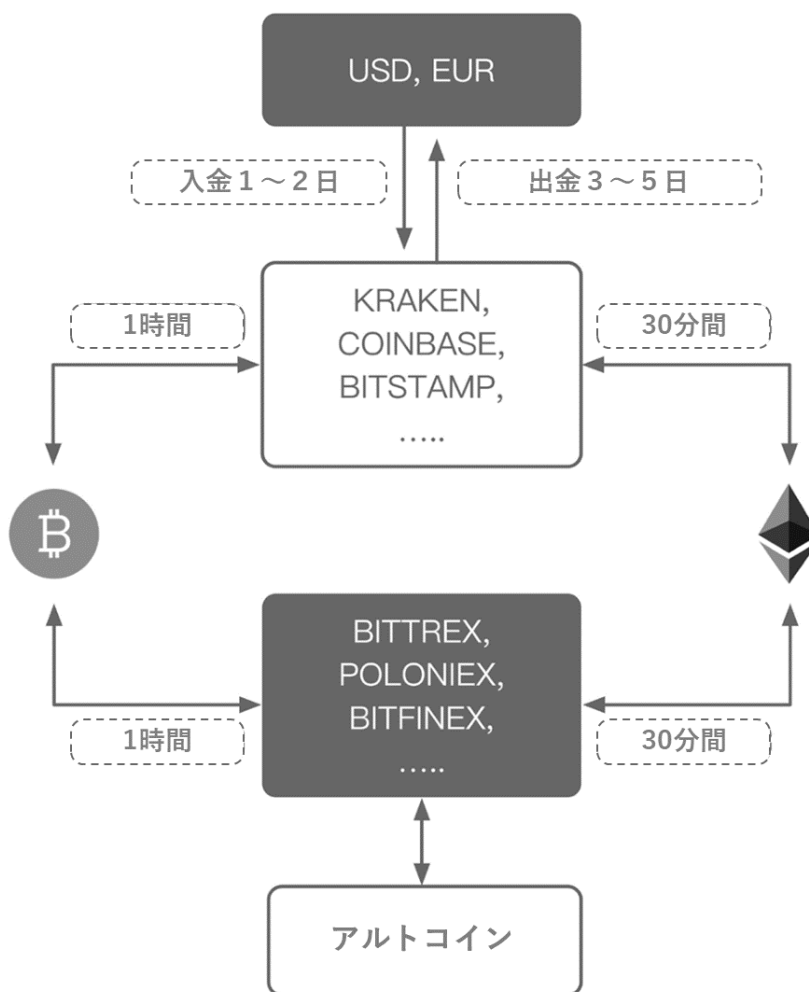 USD, EUR
入金１～２日
出金３～５日
KRAKEN,
COINBASE,
BITSTAMP,
…..
1時間
30分間
BITTREX,
POLONIEX,
BITFINEX,
…..
1時間
30分間
アルトコイン